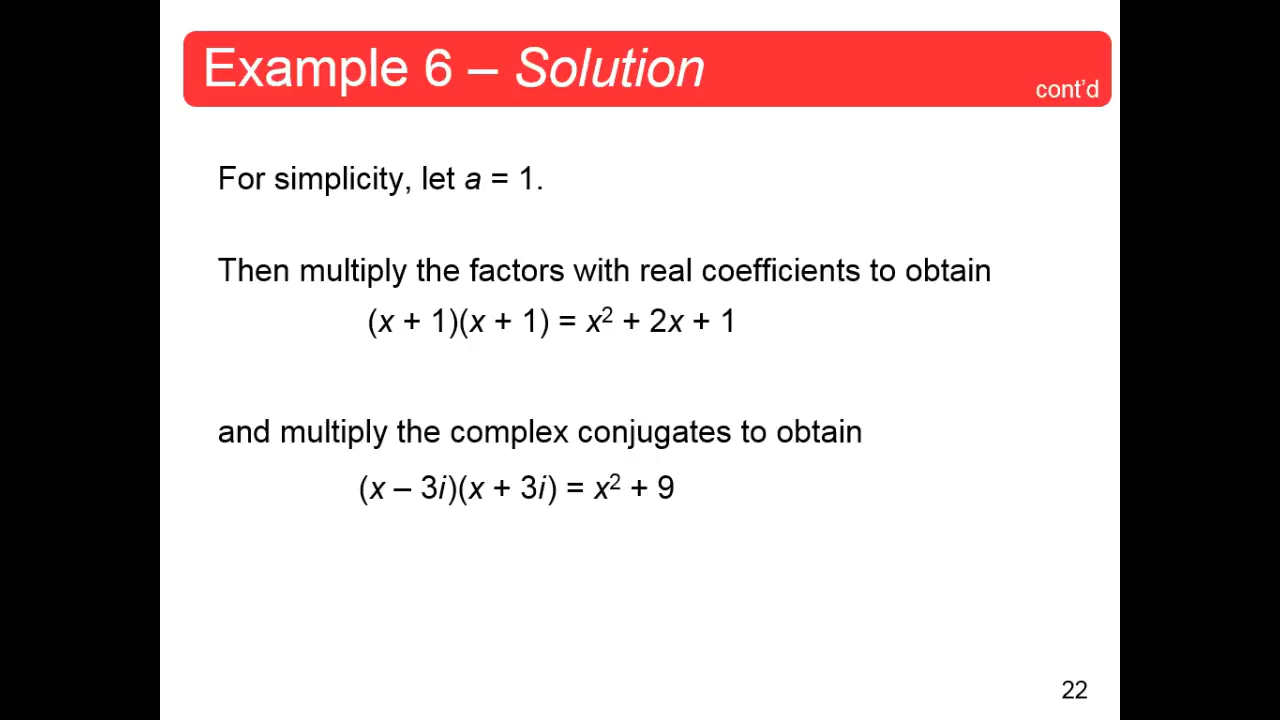 Example 6 – Solution
cont'd
For simplicity, let a = 1.
Then multiply the factors with real coefficients to obtain
(x + 1)(x + 1) = x² + 2x + 1
and multiply the complex conjugates to obtain
(x – 3i)(x + 3i) = x² + 9
22